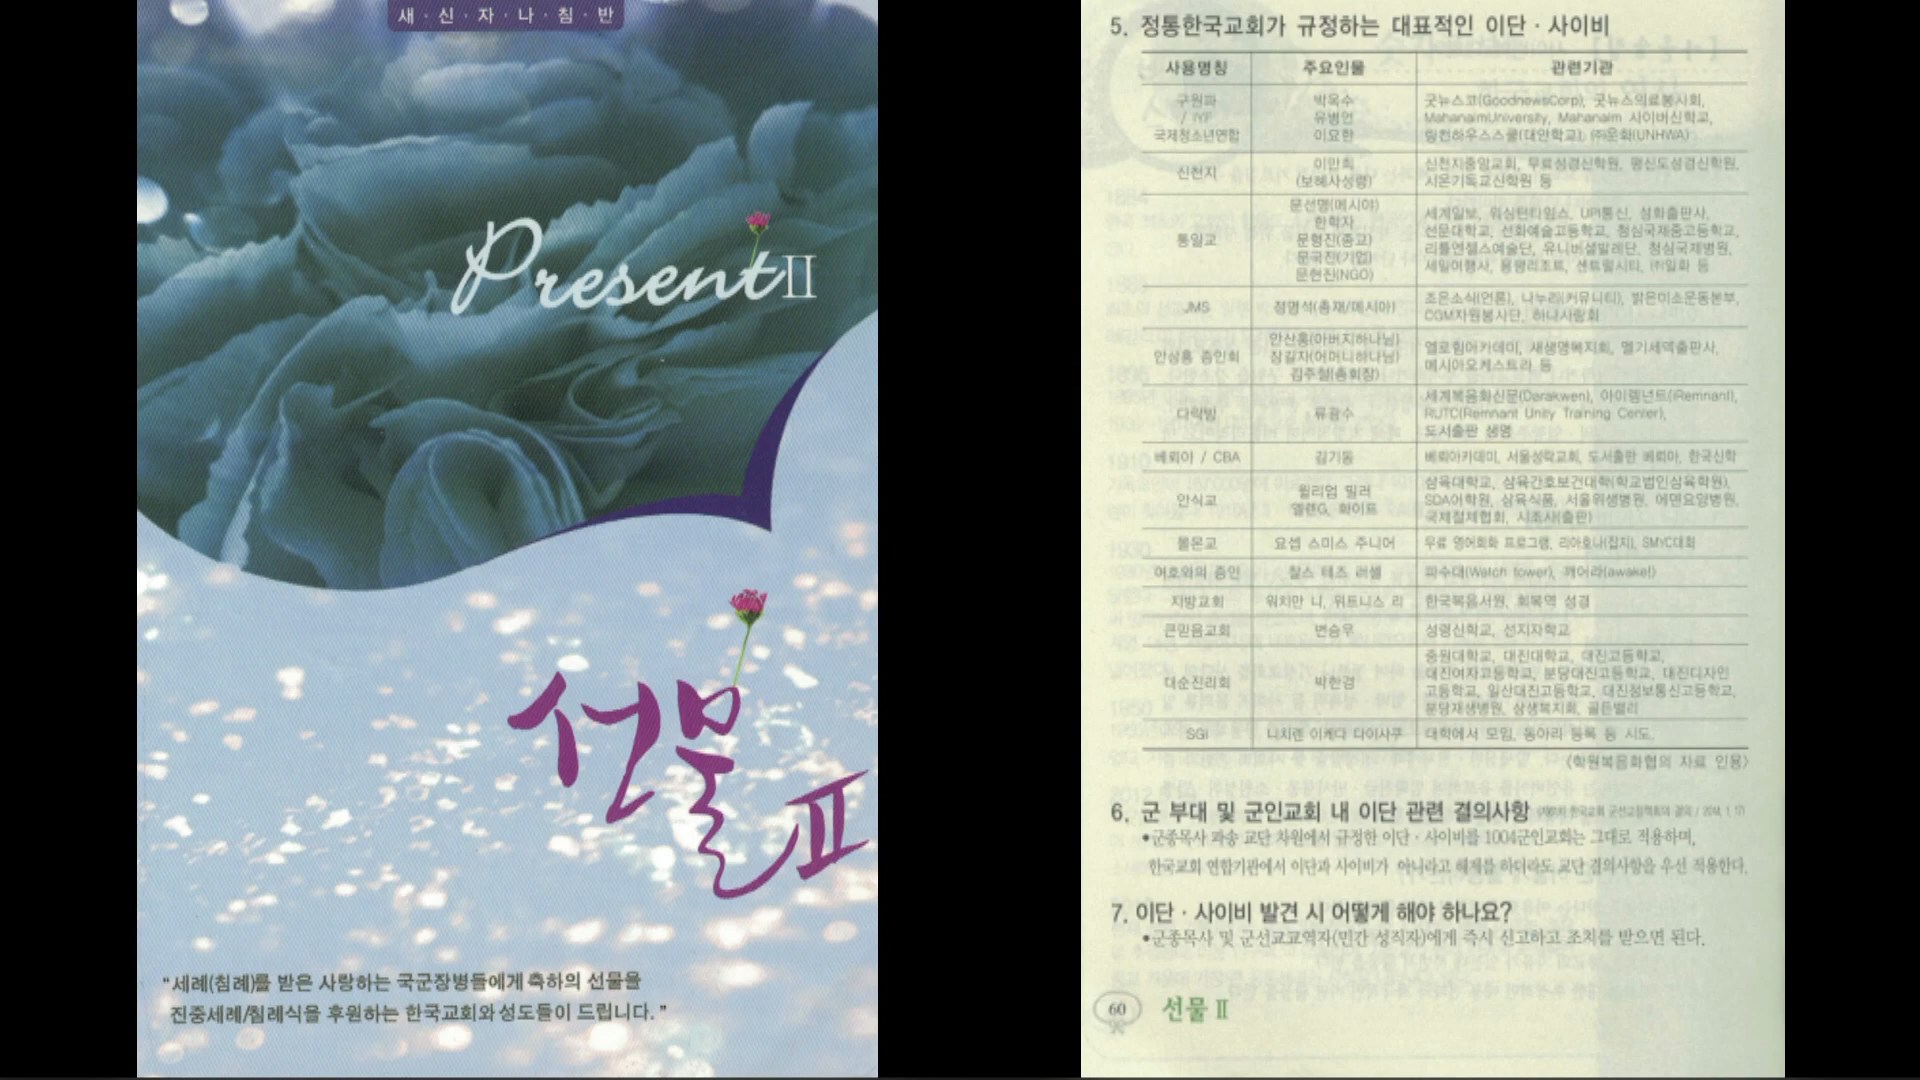 새·신·자·나·침·반
Present II
선물 II
"세례(침례)를 받은 사랑하는 국군장병들에게 축하의 선물을
진중세례/침례식을 후원하는 한국교회와 성도들이 드립니다."
5. 정통한국교회가 규정하는 대표적인 이단 · 사이비
사용명칭 주요인물 관련기관
구원파 박옥수 굿뉴스코(GoodnewsCorp), 굿뉴스의료봉사회,
/ IYF 유병언 MahanaimUniversity, Mahanaim 사이버신학교,
국제청소년연합 이요한 링컨하우스스쿨(대안학교), ㈜운화(UNHWA)
신천지 이만희 신천지중앙교회, 무료성경신학원, 평신도성경신학원,
(보혜사성령) 시온기독교신학원 등
통일교 문선명(메시야) 세계일보, 워싱턴타임스, UPI통신, 성화출판사,
한학자 선문대학교, 선화예술고등학교, 청심국제중고등학교,
문형진(종교) 리틀엔젤스예술단, 유니버셜발레단, 청심국제병원,
문국진(기업) 세일여행사, 용평리조트, 센트럴시티, ㈜일화 등
문현진(NGO)
JMS 정명석(총재/메시아) 조은소식(언론), 나누리(커뮤니티), 밝은미소운동본부,
CGM자원봉사단, 하나사랑회
안상홍 증인회 안산홍(아버지하나님) 엘로힘아카데미, 새생명복지회, 멜기세덱출판사,
장길자(어머니하나님) 메시아오케스트라 등
김주철(총회장)
다락방 류광수 세계복음화신문(Darakwen), 아이렘넌트(iRemnant),
RUTC(Remnant Unity Training Center),
도서출판 생명
베뢰아 / CBA 김기동 베뢰아카데미, 서울성락교회, 도서출판 베뢰아, 한국신학
안식교 윌리엄 밀러 삼육대학교, 삼육간호보건대학(학교법인삼육학원),
엘렌G. 화이트 SDA어학원, 삼육식품, 서울위생병원, 에덴요양병원,
국제절제협회, 시조사(출판)
몰몬교 요셉 스미스 주니어 무료 영어회화 프로그램, 리아호나(잡지), SMYC대회
여호와의 증인 찰스 테즈 러셀 파수대(Watch tower), 깨어라(awake!)
지방교회 워치만 니, 위트니스 리 한국복음서원, 회복역 성경
큰믿음교회 변승우 성령신학교, 선지자학교
대순진리회 박한경 중원대학교, 대진대학교, 대진고등학교,
대진여자고등학교, 분당대진고등학교, 대진디자인
고등학교, 일산대진고등학교, 대진정보통신고등학교,
분당재생병원, 상생복지회, 골든밸리
SGI 니치렌 이케다 다이사쿠 대학에서 모임, 동아리 등록 등 시도.
(학원복음화협의 자료 인용)
6. 군 부대 및 군인교회 내 이단 관련 결의사항
•군종목사 파송 교단 차원에서 규정한 이단 · 사이비를 1004군인교회는 그대로 적용하며,
한국교회 연합기관에서 이단과 사이비가 아니라고 해제를 하더라도 교단 결의사항을 우선 적용한다.
7. 이단 · 사이비 발견 시 어떻게 해야 하나요?
•군종목사 및 군선교교역자(민간 성직자)에게 즉시 신고하고 조치를 받으면 된다.
60 선물 II